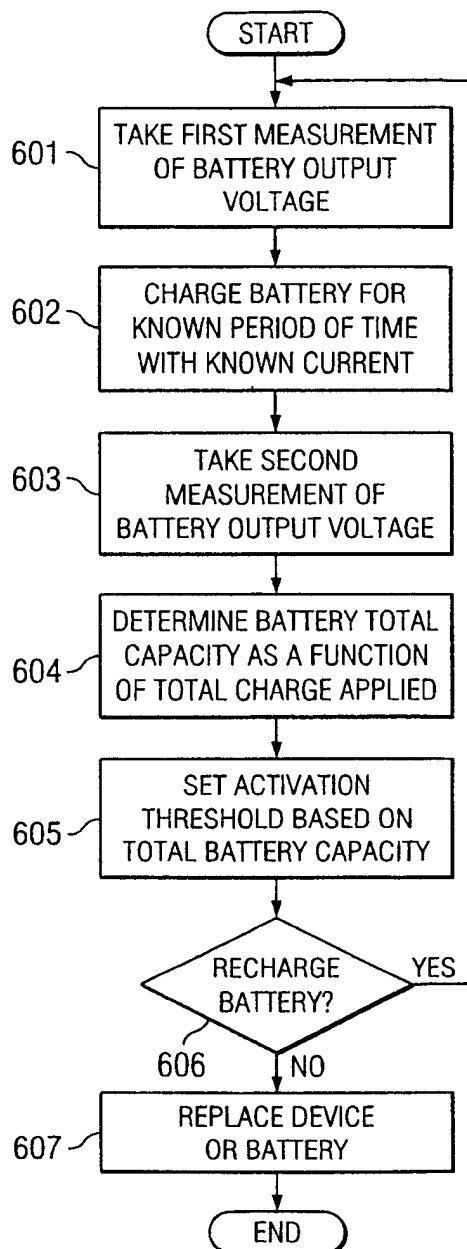 START
601
TAKE FIRST MEASUREMENT
OF BATTERY OUTPUT
VOLTAGE
602
CHARGE BATTERY FOR
KNOWN PERIOD OF TIME
WITH KNOWN CURRENT
603
TAKE SECOND
MEASUREMENT OF
BATTERY OUTPUT VOLTAGE
604
DETERMINE BATTERY TOTAL
CAPACITY AS A FUNCTION
OF TOTAL CHARGE APPLIED
605
SET ACTIVATION
THRESHOLD BASED ON
TOTAL BATTERY CAPACITY
RECHARGE
BATTERY?
YES
606
NO
607
REPLACE DEVICE
OR BATTERY
END